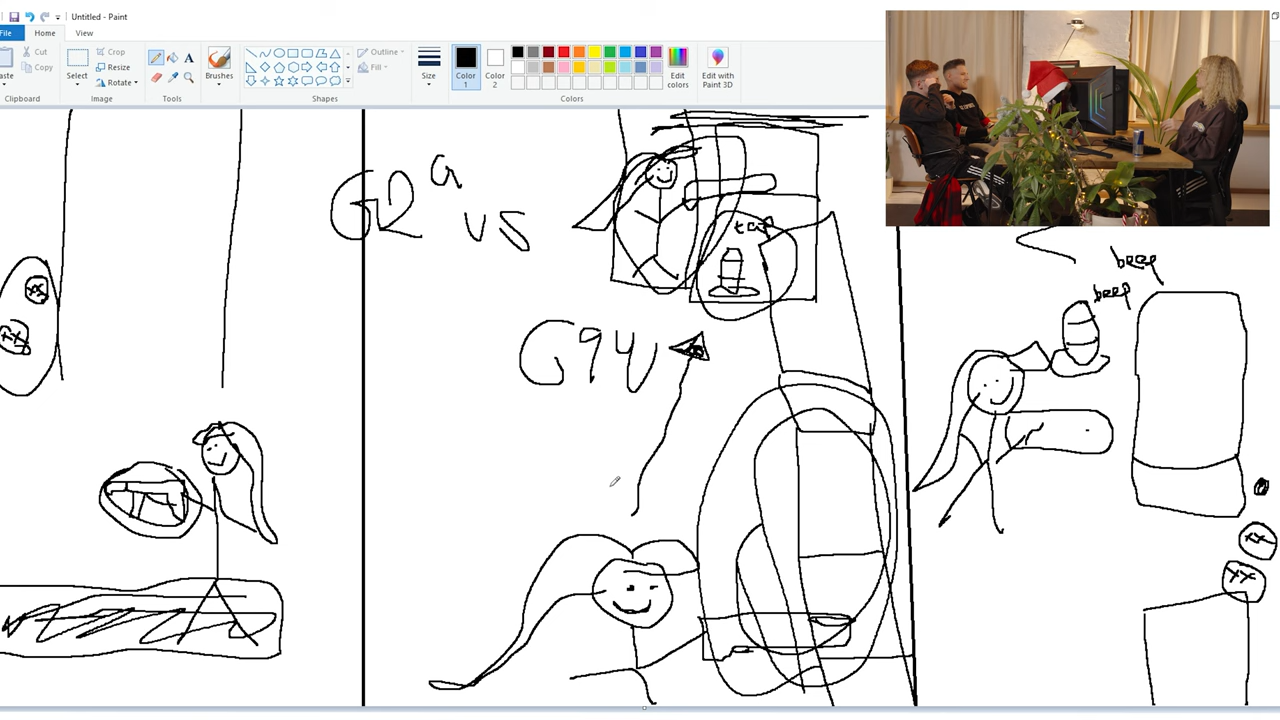 Untitled - Paint
File
Home
View
Paste
Cut
Copy
Clipboard
Select
Crop
Resize
Rotate
Image
Tools
Brushes
Shapes
Outline
Fill
Size
Color 1
Color 2
Colors
Edit colors
Edit with Paint 3D
G2
vs
beep
beep